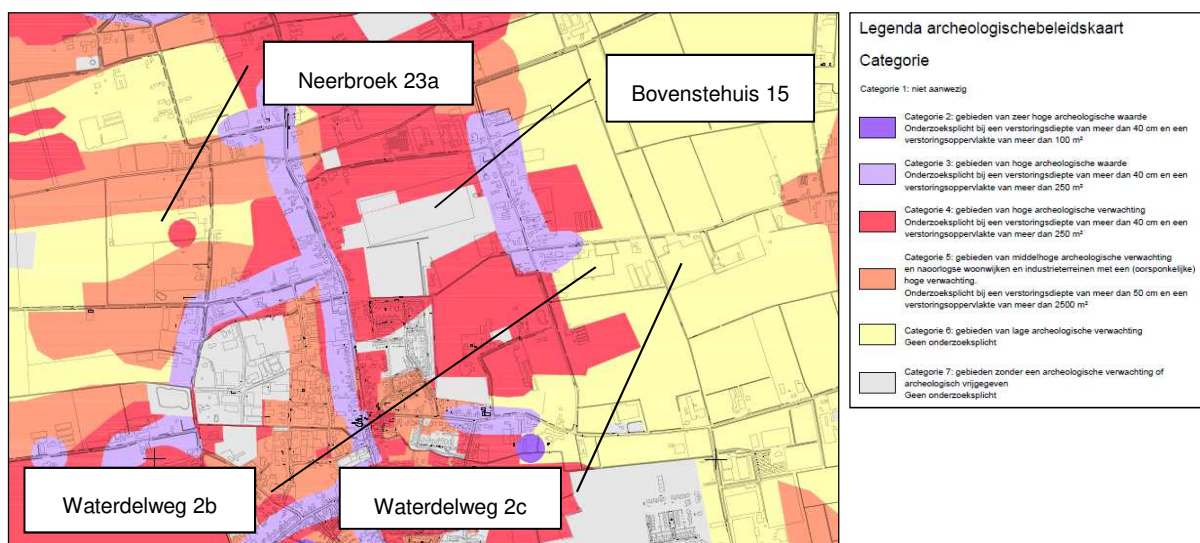 Neerbroek 23a
Bovenstehuis 15
Waterdelweg 2b
Waterdelweg 2c
Legenda archeologischebeleidskaart
Categorie
Categorie 1: niet aanwezig
Categorie 2: gebieden van zeer hoge archeologische waarde
Onderzoeksplicht bij een verstoringsdiepte van meer dan 40 cm en een
verstoringsoppervlakte van meer dan 100 m²
Categorie 3: gebieden van hoge archeologische waarde
Onderzoeksplicht bij een verstoringsdiepte van meer dan 40 cm en een
verstoringsoppervlakte van meer dan 250 m²
Categorie 4: gebieden van hoge archeologische verwachting
Onderzoeksplicht bij een verstoringsdiepte van meer dan 40 cm en een
verstoringsoppervlakte van meer dan 250 m²
Categorie 5: gebieden van middelhoge archeologische verwachting
en naoorlogse woonwijken en industrieterreinen met een (oorsponkelijke)
hoge verwachting.
Onderzoeksplicht bij een verstoringsdiepte van meer dan 50 cm en een
verstoringsoppervlakte van meer dan 2500 m²
Categorie 6: gebieden van lage archeologische verwachting
Geen onderzoeksplicht
Categorie 7: gebieden zonder een archeologische verwachting of
archeologisch vrijgegeven
Geen onderzoeksplicht